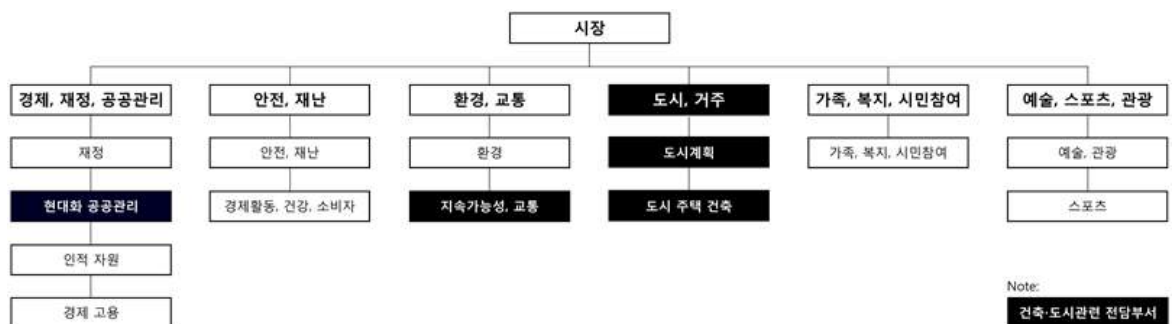 시장
경제, 재정, 공공관리
안전, 재난
환경, 교통
도시, 거주
가족, 복지, 시민참여
예술, 스포츠, 관광
재정
안전, 재난
환경
도시계획
가족, 복지, 시민참여
예술, 관광
현대화 공공관리
경제활동, 건강, 소비자
지속가능성, 교통
도시 주택 건축
스포츠
인적 자원
경제 고용
Note:
건축·도시관련 전담부서